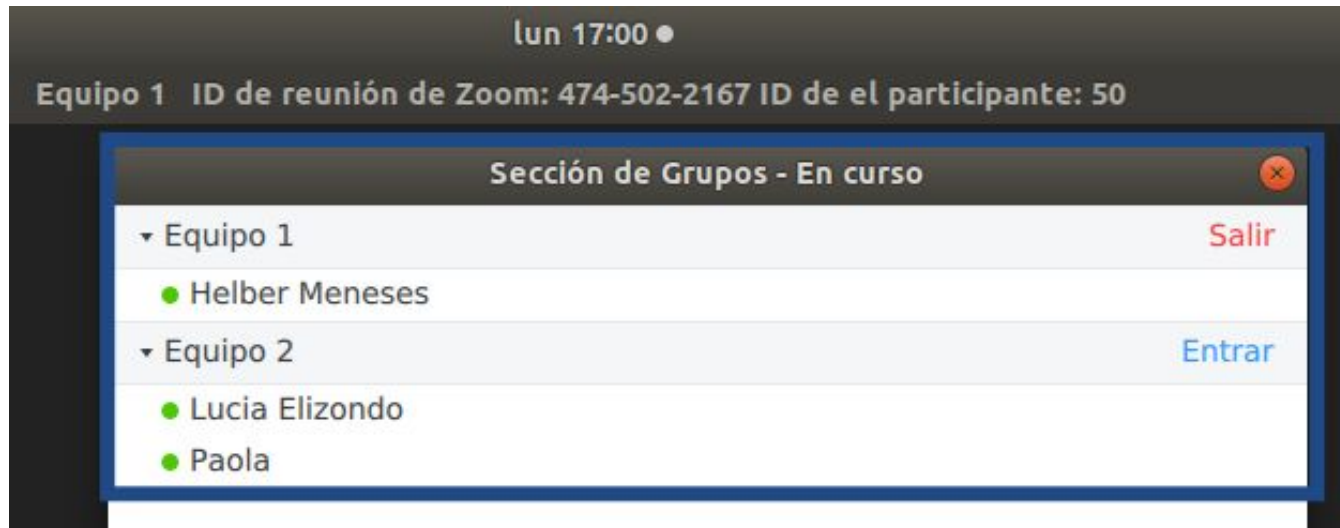 lun 17:00
Equipo 1 ID de reunión de Zoom: 474-502-2167 ID de el participante: 50
Sección de Grupos - En curso
Equipo 1 Salir
Helber Meneses
Equipo 2 Entrar
Lucia Elizondo
Paola